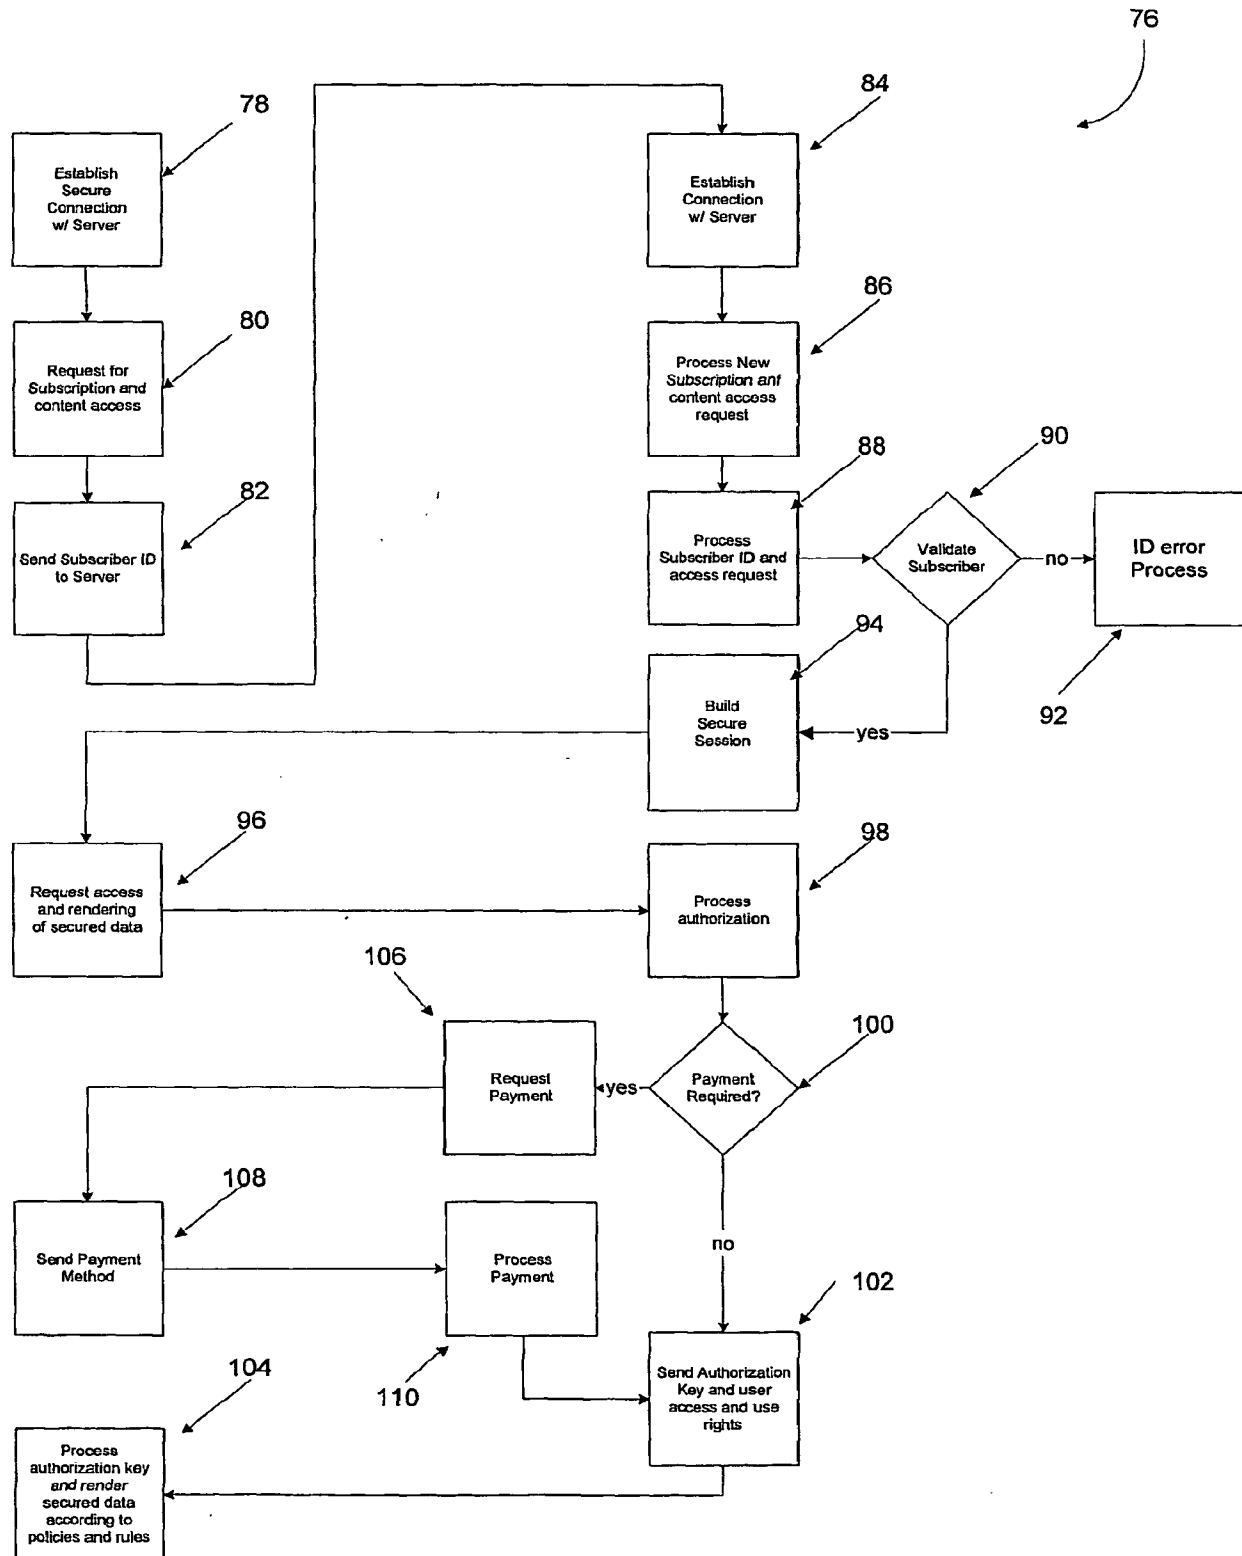 76
78
Establish
Secure
Connection
w/ Server
84
Establish
Connection
w/ Server
80
Request for
Subscription and
content access
86
Process New
Subscription anf
content access
request
82
Send Subscriber ID
to Server
88
Process
Subscriber ID and
access request
90
Validate
Subscriber
no
ID error
Process
92
94
Build
Secure
Session
yes
96
Request access
and rendering
of secured data
98
Process
authorization
106
Request
Payment
yes
100
Payment
Required?
no
108
Send Payment
Method
Process
Payment
110
102
Send Authorization
Key and user
access and use
rights
104
Process
authorization key
and render
secured data
according to
policies and rules